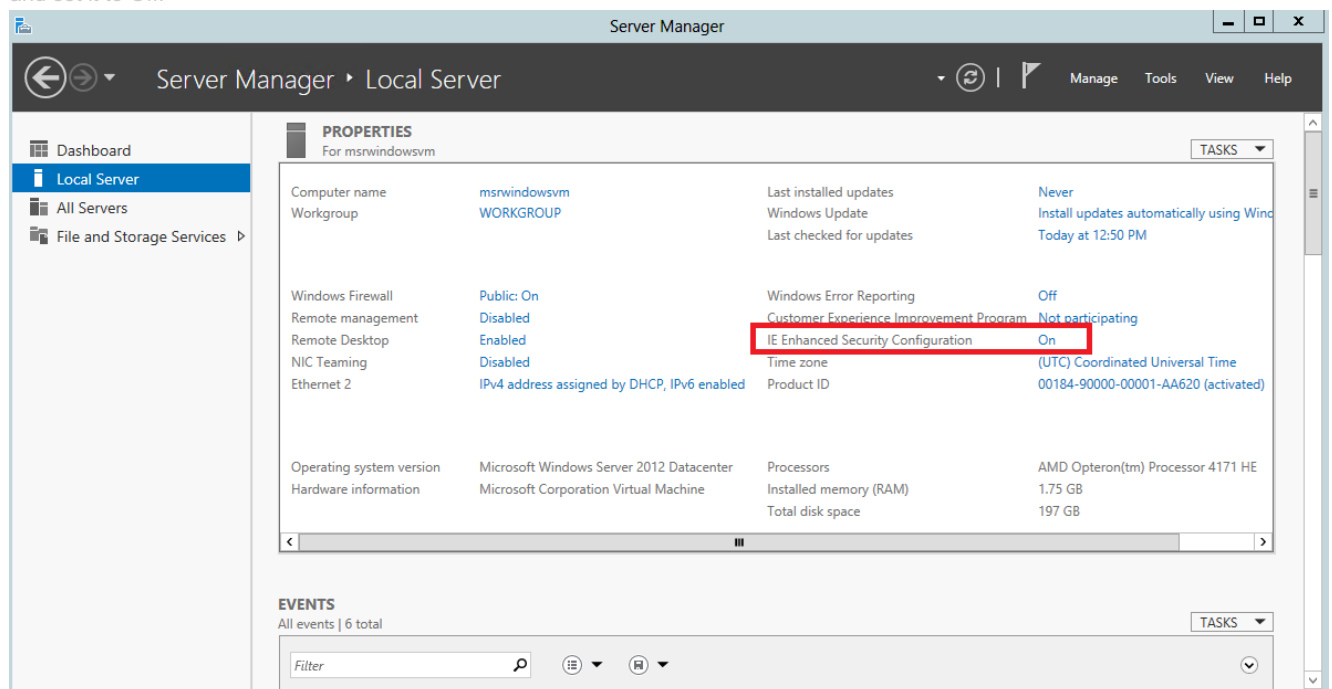 Server Manager
Server Manager • Local Server
Manage Tools View Help
Dashboard
Local Server
All Servers
File and Storage Services
PROPERTIES
For msrwindowsvm
TASKS
Computer name msrwindowsvm Last installed updates Never
Workgroup WORKGROUP Windows Update Install updates automatically using Wind
Last checked for updates Today at 12:50 PM
Windows Firewall Public: On Windows Error Reporting Off
Remote management Disabled Customer Experience Improvement Program Not participating
Remote Desktop Enabled IE Enhanced Security Configuration On
NIC Teaming Disabled Time zone (UTC) Coordinated Universal Time
Ethernet 2 IPv4 address assigned by DHCP, IPv6 enabled Product ID 00184-90000-00001-AA620 (activated)
Operating system version Microsoft Windows Server 2012 Datacenter Processors AMD Opteron(tm) Processor 4171 HE
Hardware information Microsoft Corporation Virtual Machine Installed memory (RAM) 1.75 GB
Total disk space 197 GB
EVENTS
All events | 6 total
TASKS
Filter